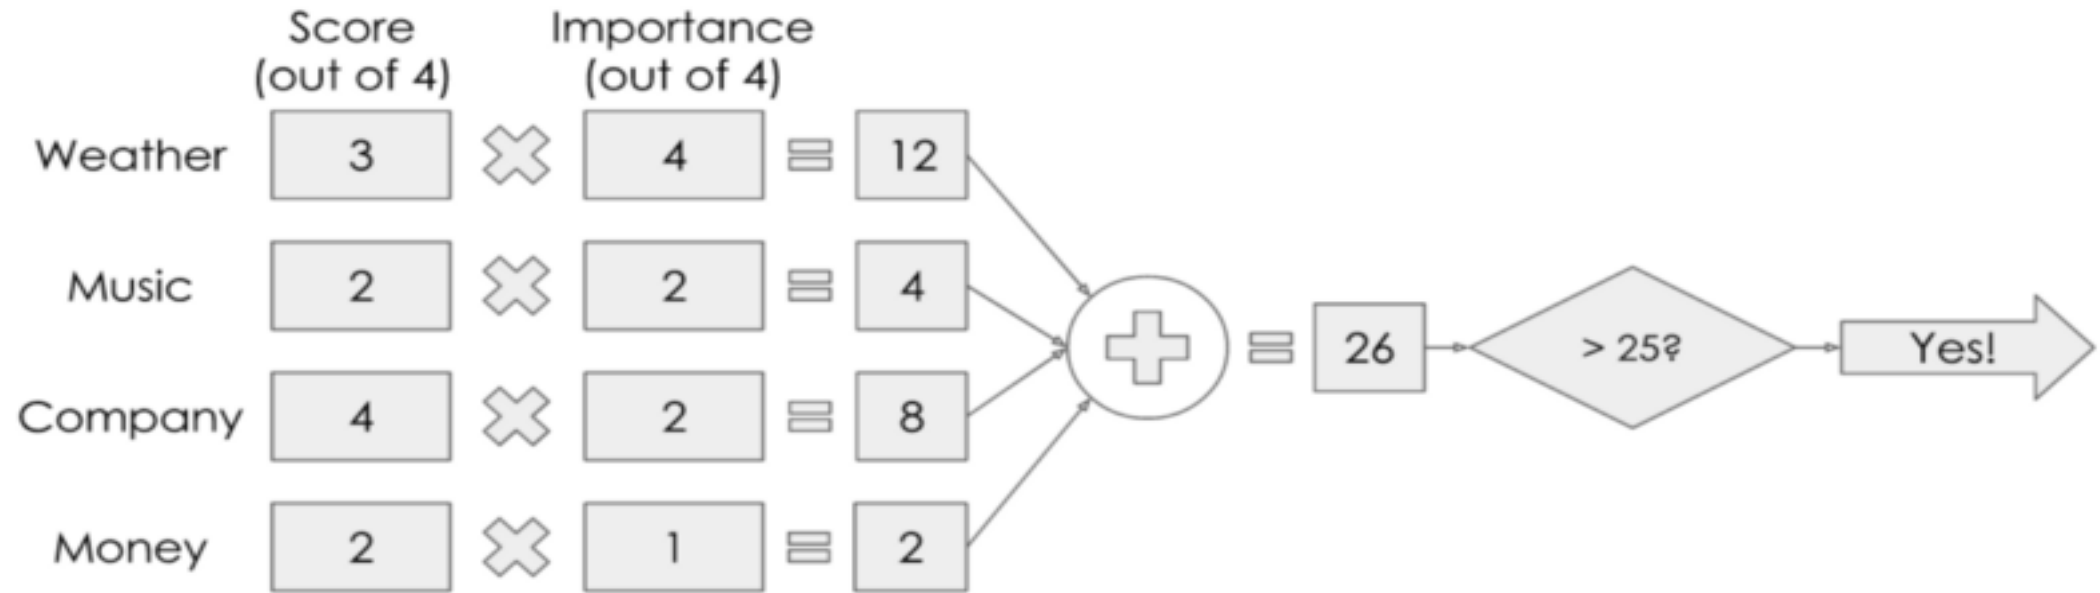 Score Importance
(out of 4) (out of 4)
Weather 3 4 = 12
Music 2 2 = 4
Company 4 2 = 8
Money 2 1 = 2
= 26 > 25? Yes!